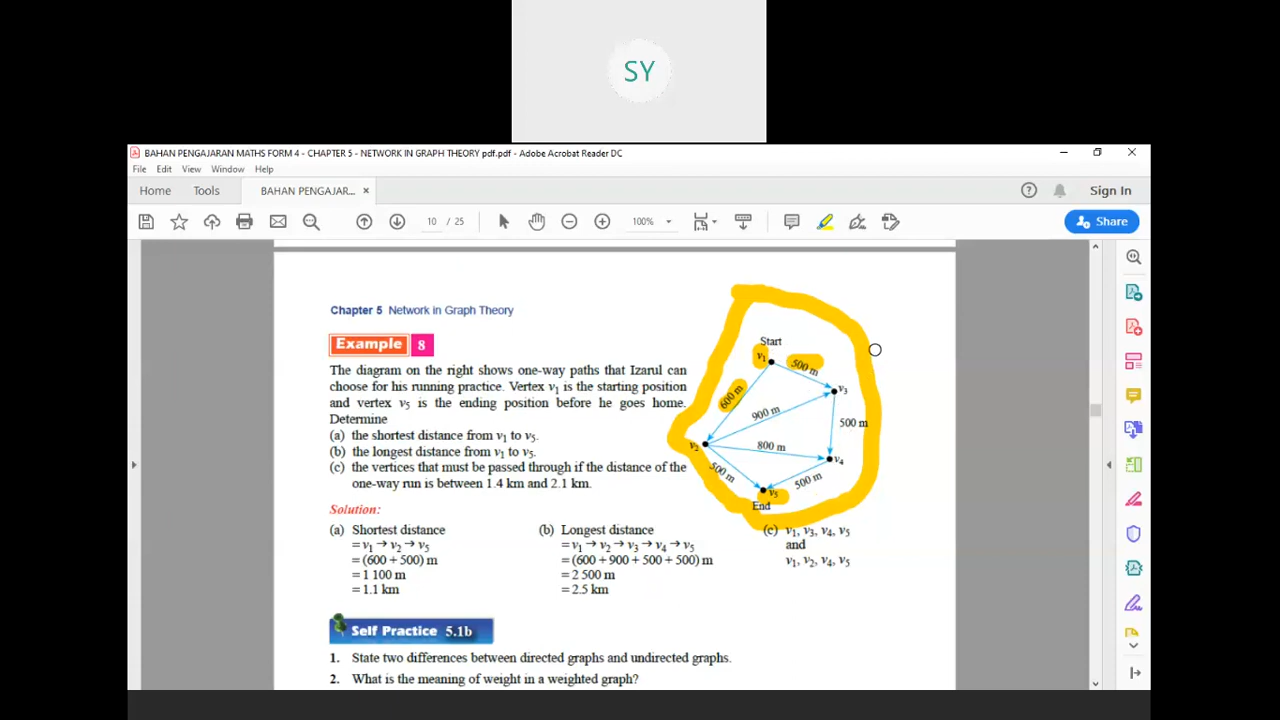 SY
BAHAN PENGAJARAN MATHS FORM 4 - CHAPTER 5 - NETWORK IN GRAPH THEORY pdf.pdf - Adobe Acrobat Reader DC
File Edit View Window Help
Home Tools BAHAN PENGAJAR... × Sign In
10 / 25 100% Share
Chapter 5 Network in Graph Theory
Example 8
The diagram on the right shows one-way paths that Izarul can
choose for his running practice. Vertex v₁ is the starting position
and vertex v₅ is the ending position before he goes home.
Determine
(a) the shortest distance from v₁ to v₅.
(b) the longest distance from v₁ to v₅.
(c) the vertices that must be passed through if the distance of the
one-way run is between 1.4 km and 2.1 km.
Start
v₁
500 m
600 m
v₃
900 m
500 m
v₂
800 m
v₄
500 m
500 m
v₅
End
Solution:
(a) Shortest distance
= v₁ → v₂ → v₅
= (600 + 500) m
= 1 100 m
= 1.1 km
(b) Longest distance
= v₁ → v₂ → v₃ → v₄ → v₅
= (600 + 900 + 500 + 500) m
= 2 500 m
= 2.5 km
(c) v₁, v₃, v₄, v₅
and
v₁, v₂, v₄, v₅
Self Practice 5.1b
1. State two differences between directed graphs and undirected graphs.
2. What is the meaning of weight in a weighted graph?